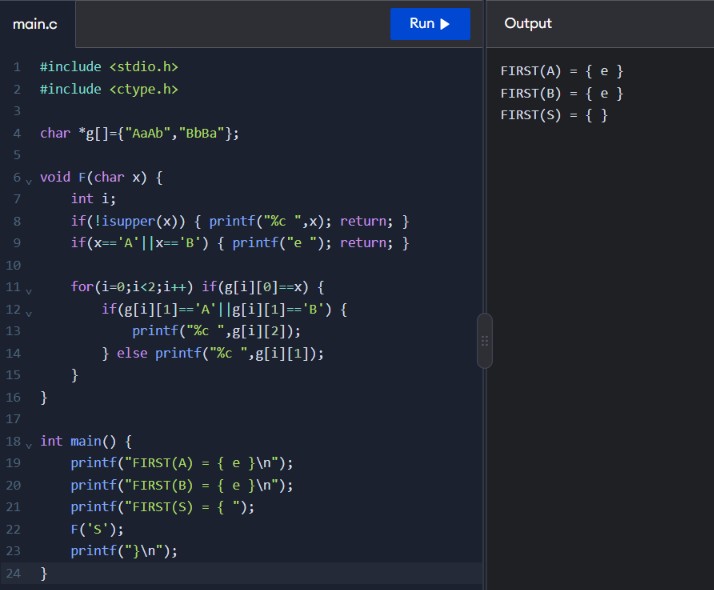 main.c
Run
Output
1 #include <stdio.h>
2 #include <ctype.h>
3
4 char *g[]={"AaAb","BbBa"};
5
6 void F(char x) {
7 int i;
8 if(!isupper(x)) { printf("%c ",x); return; }
9 if(x=='A'||x=='B') { printf("e "); return; }
10
11 for(i=0;i<2;i++) if(g[i][0]==x) {
12 if(g[i][1]=='A'||g[i][1]=='B') {
13 printf("%c ",g[i][2]);
14 } else printf("%c ",g[i][1]);
15 }
16 }
17
18 int main() {
19 printf("FIRST(A) = { e }\n");
20 printf("FIRST(B) = { e }\n");
21 printf("FIRST(S) = { ");
22 F('S');
23 printf("}\n");
24 }
FIRST(A) = { e }
FIRST(B) = { e }
FIRST(S) = { }